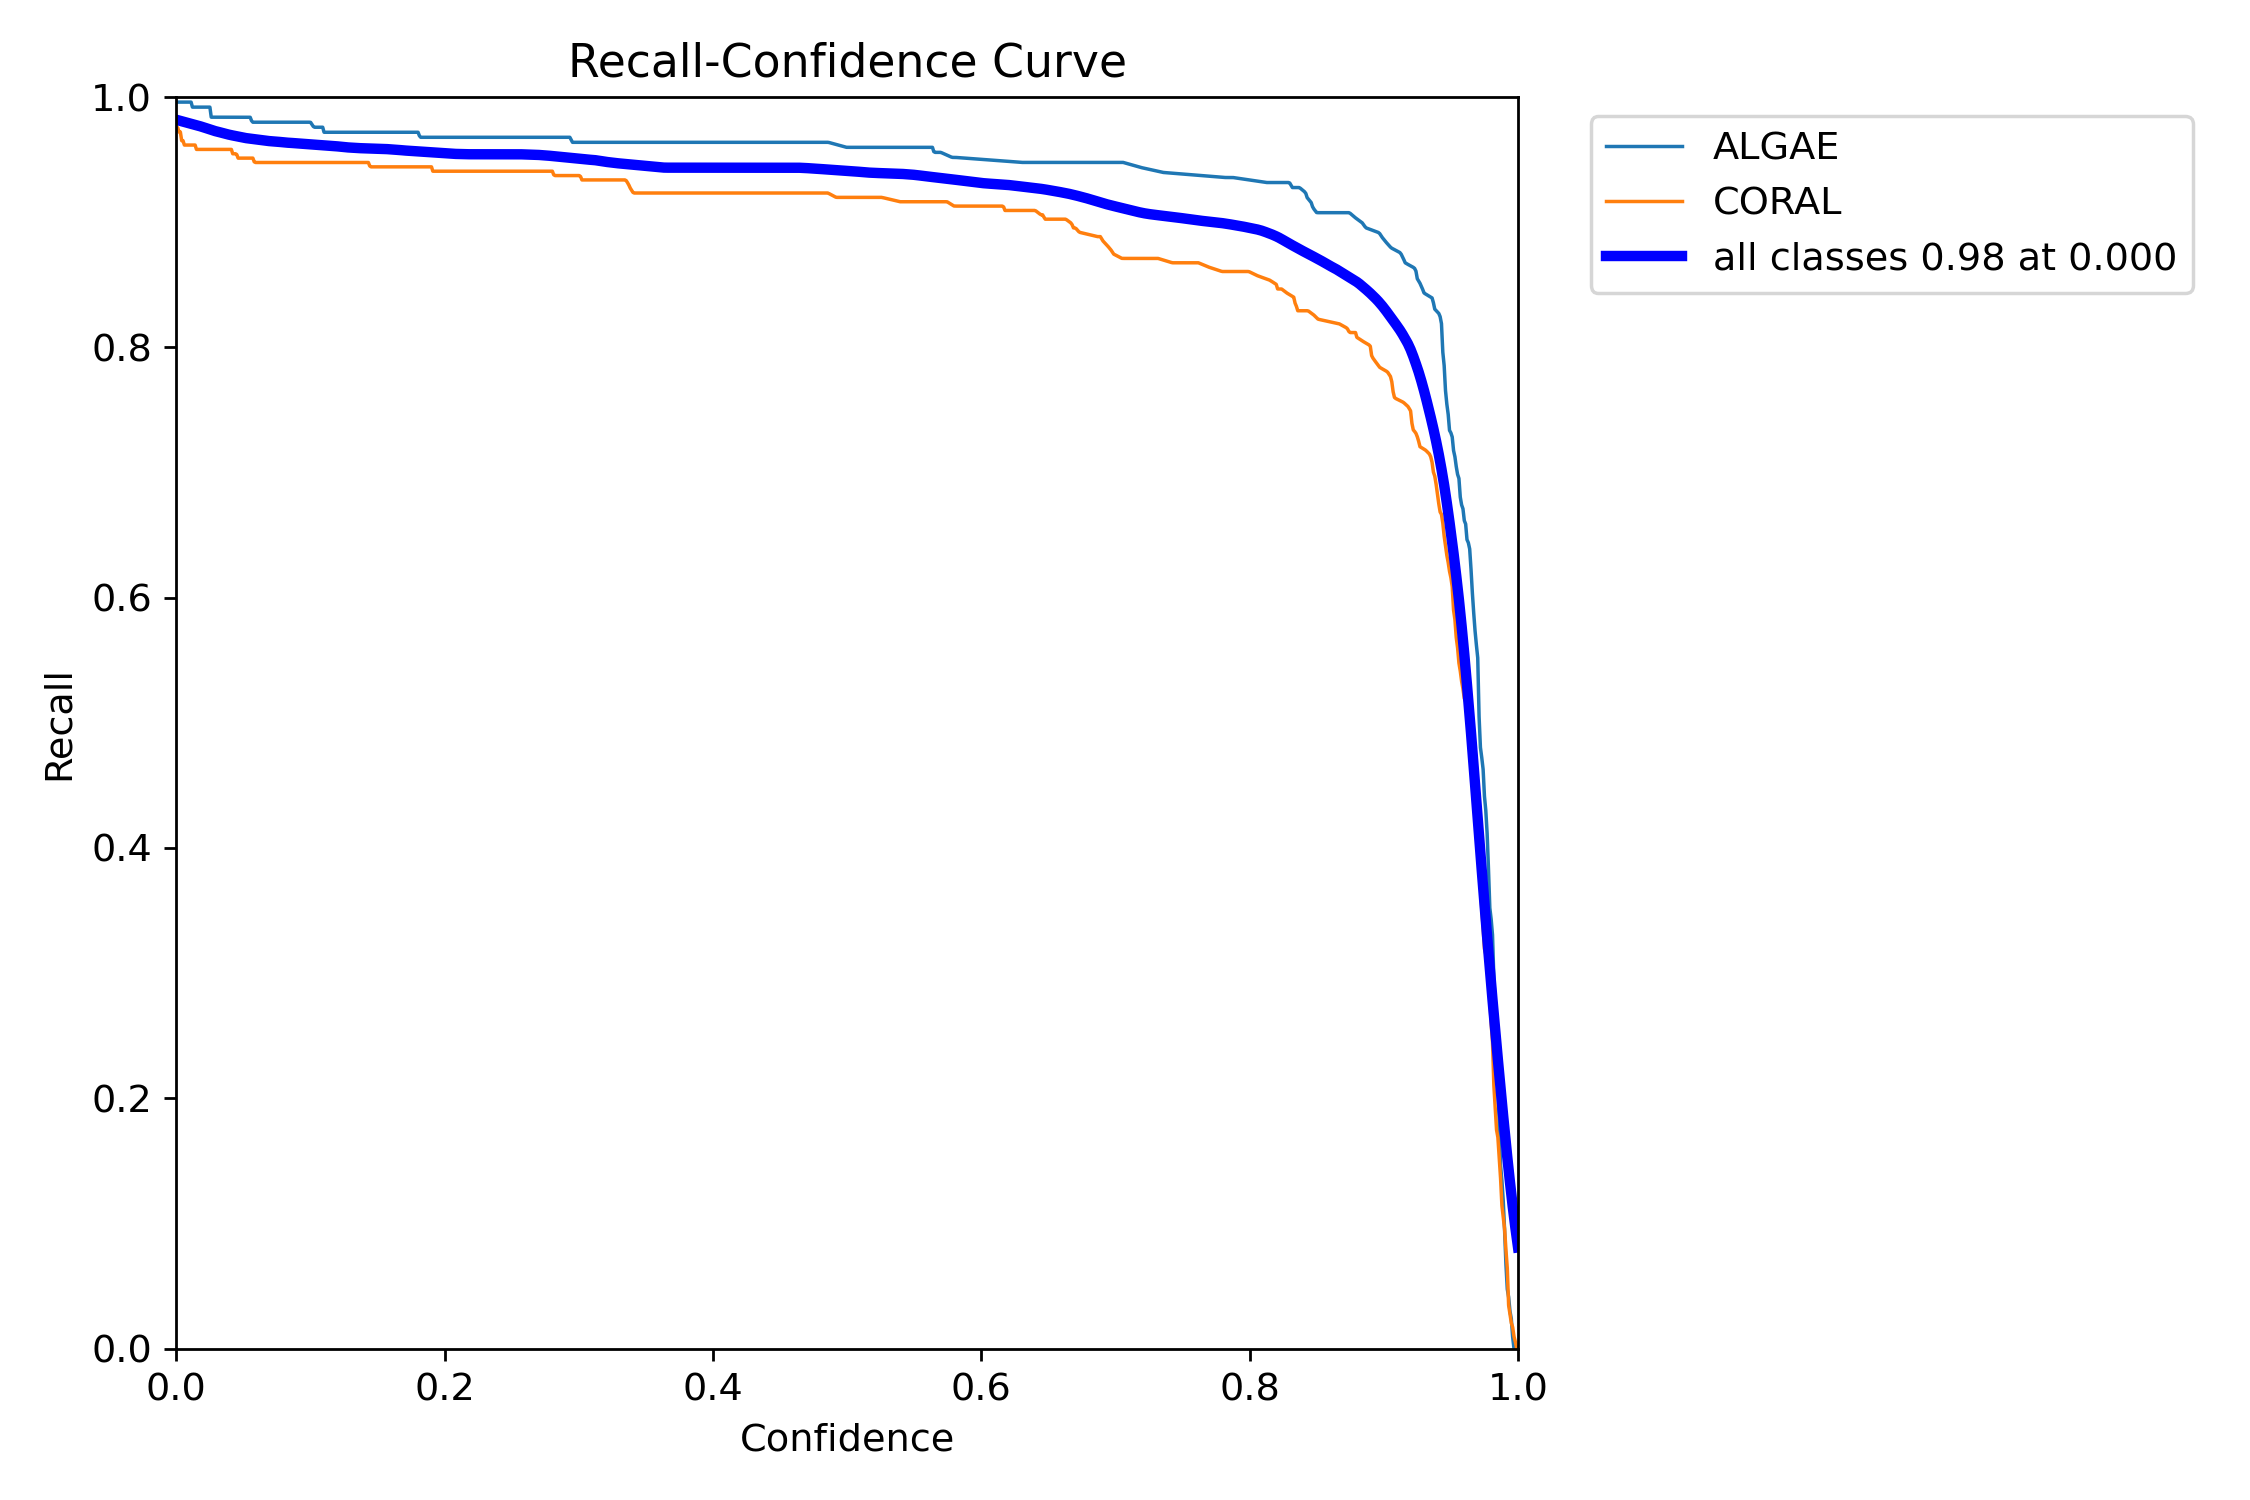 Recall-Confidence Curve
ALGAE
CORAL
all classes 0.98 at 0.000
1.0
0.8
0.6
0.4
0.2
0.0
Recall
0.0 0.2 0.4 0.6 0.8 1.0
Confidence